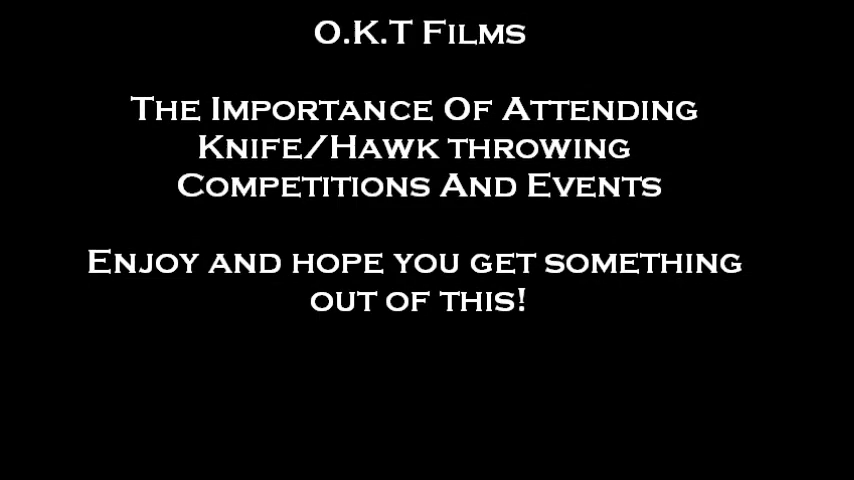 O.K.T Films
The Importance Of Attending
Knife/Hawk throwing
Competitions And Events
Enjoy and hope you get something
out of this!